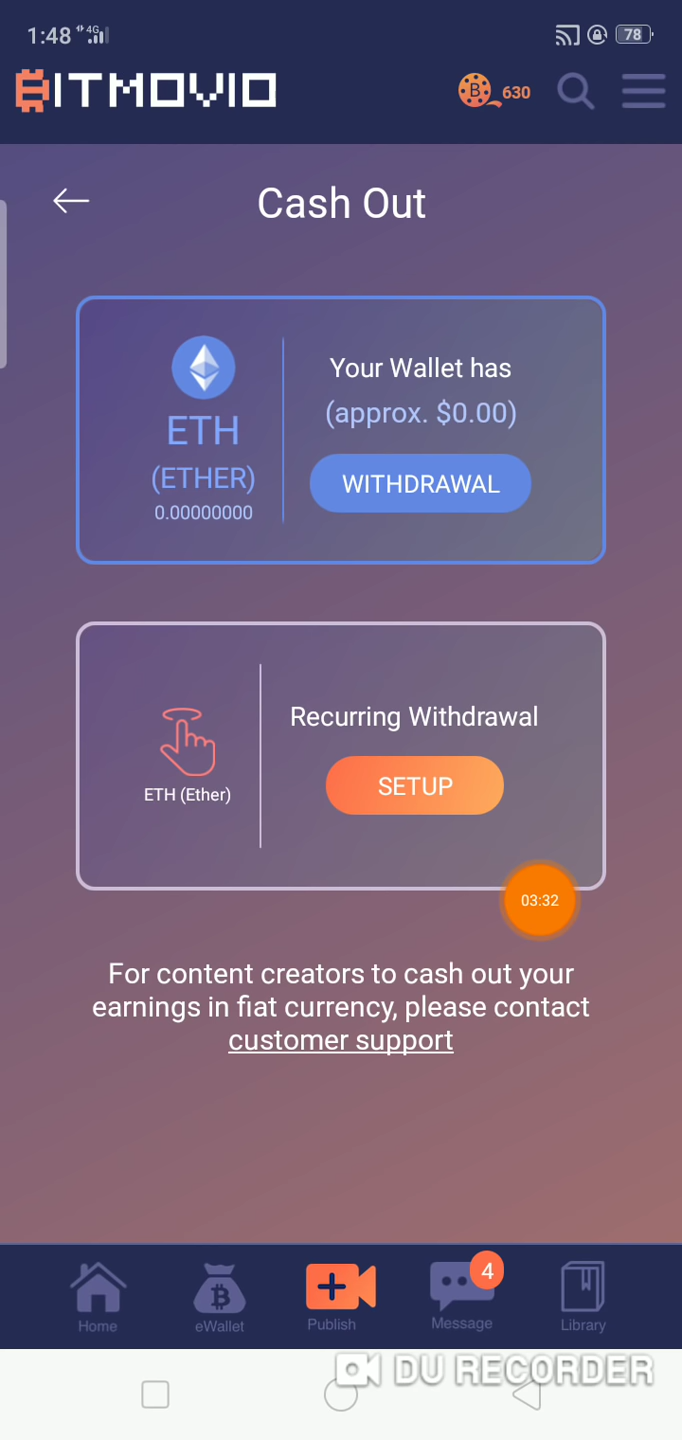 1:48 4G 78
BITMOVIO 630
Cash Out
Your Wallet has
(approx. $0.00)
ETH
(ETHER)
0.00000000
WITHDRAWAL
Recurring Withdrawal
SETUP
ETH (Ether)
03:32
For content creators to cash out your
earnings in fiat currency, please contact
customer support
4
Home eWallet Publish Message Library
DU RECORDER